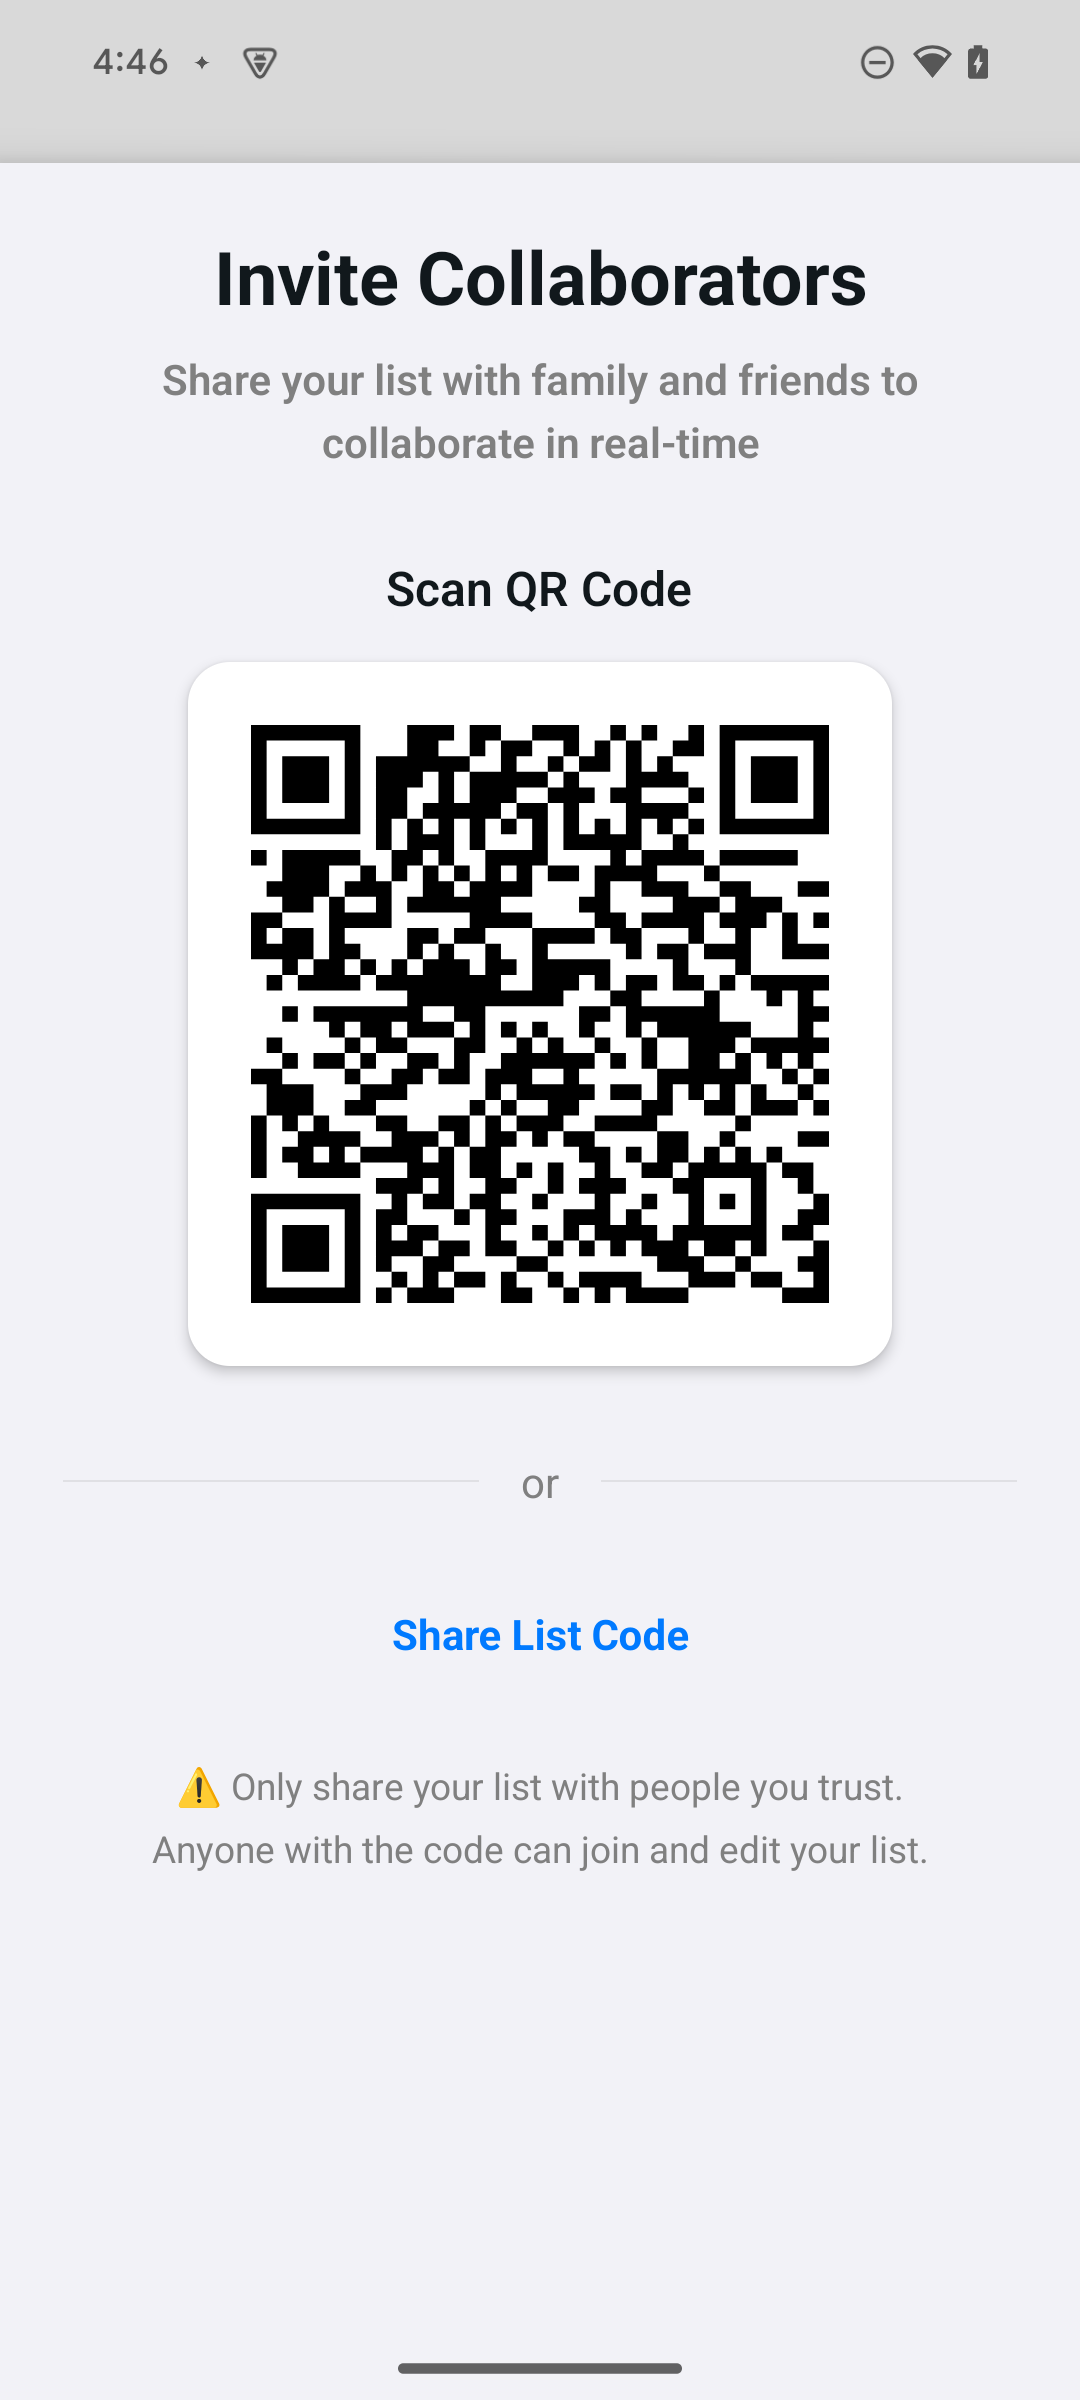 4:46
Invite Collaborators
Share your list with family and friends to
collaborate in real-time
Scan QR Code
or
Share List Code
⚠️ Only share your list with people you trust.
Anyone with the code can join and edit your list.